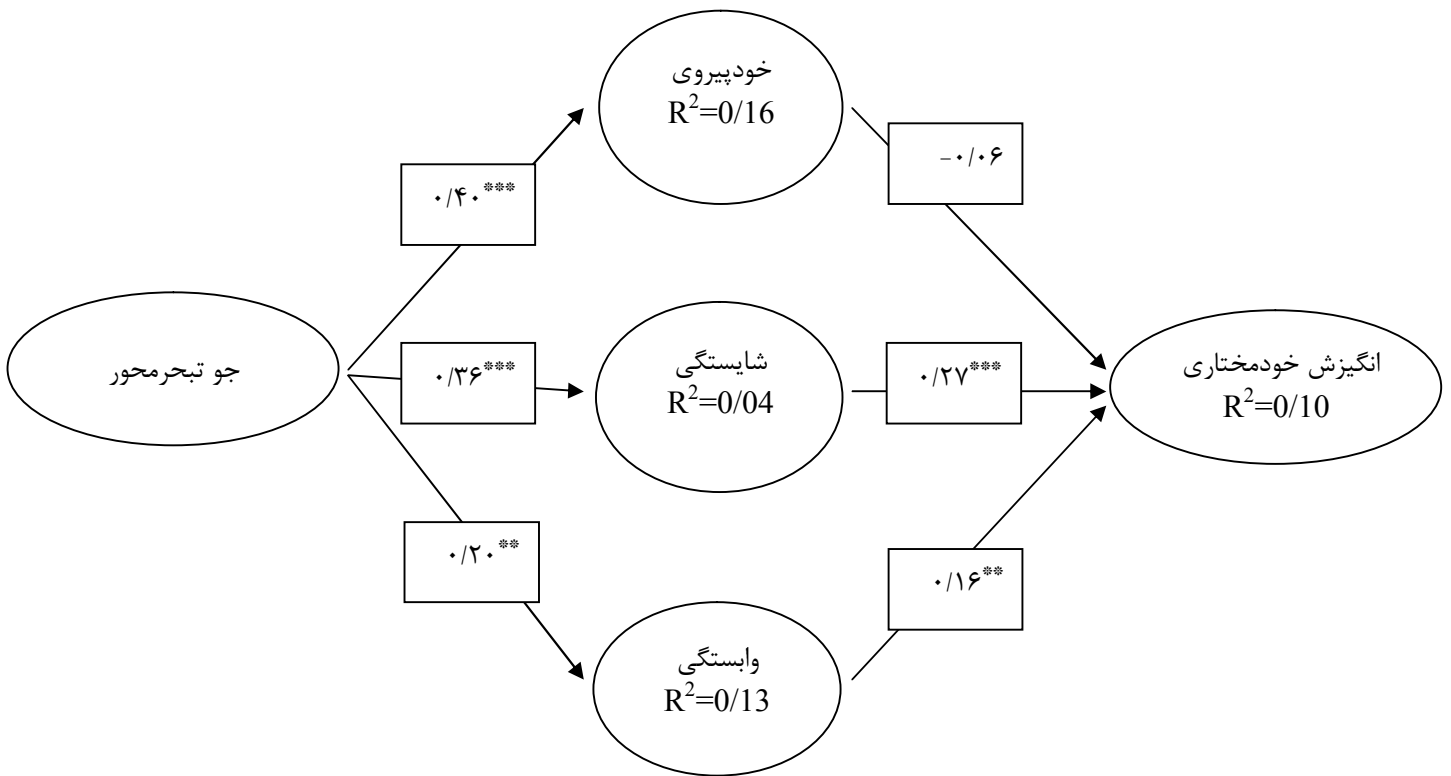 خودپیروی
R²=0/16
-۰/۰۶
۰/۴۰***
جو تبحرمحور
۰/۳۶***
شایستگی
R²=0/04
۰/۲۷***
انگیزش خودمختاری
R²=0/10
۰/۲۰**
۰/۱۶**
وابستگی
R²=0/13